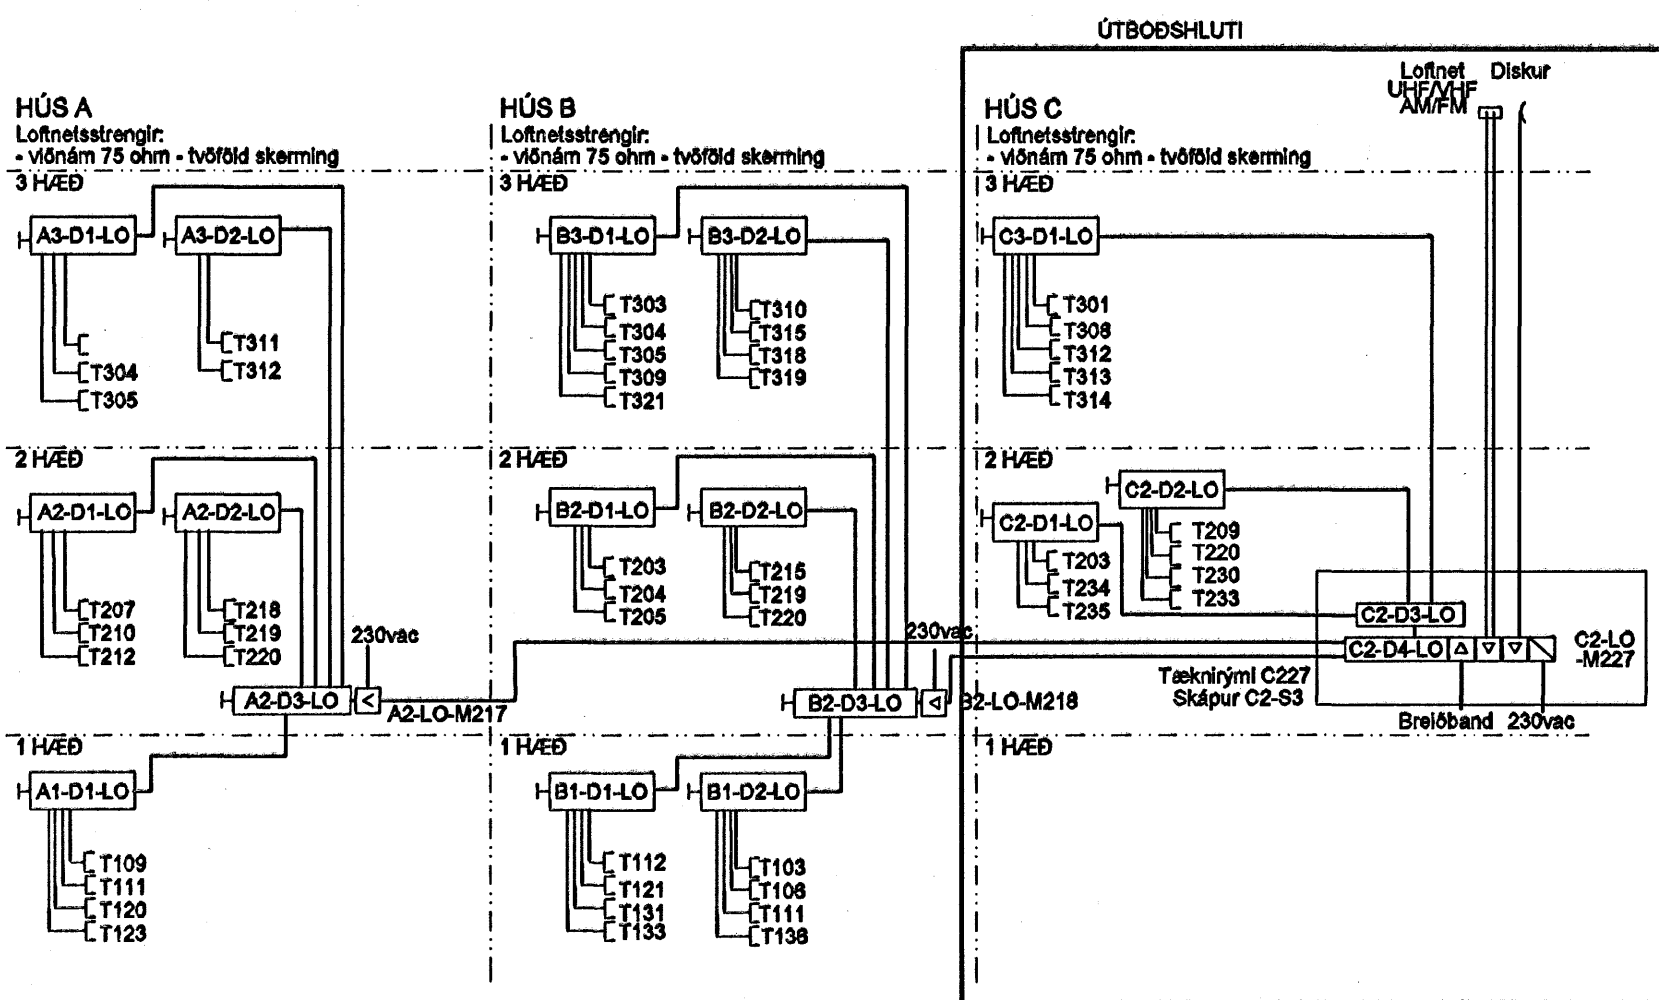 ÚTBOÐSHLUTI
Loftnet Diskur
UHF/VHF
AM/FM
HÚS A
Loftnetsstrengir:
- viðnám 75 ohm - tvöföld skerming
3 HÆÐ
A3-D1-LO
A3-D2-LO
T304
T305
T311
T312
2 HÆÐ
A2-D1-LO
A2-D2-LO
T207
T210
T212
T218
T219
T220
230vac
A2-D3-LO
<
A2-LO-M217
1 HÆÐ
A1-D1-LO
T109
T111
T120
T123
HÚS B
Loftnetsstrengir:
- viðnám 75 ohm - tvöföld skerming
3 HÆÐ
B3-D1-LO
B3-D2-LO
T303
T304
T305
T309
T321
T310
T315
T318
T319
2 HÆÐ
B2-D1-LO
B2-D2-LO
T203
T204
T205
T215
T219
T220
230vac
B2-D3-LO
B2-LO-M218
1 HÆÐ
B1-D1-LO
B1-D2-LO
T112
T121
T131
T133
T103
T106
T111
T136
HÚS C
Loftnetsstrengir:
- viðnám 75 ohm - tvöföld skerming
3 HÆÐ
C3-D1-LO
T301
T308
T312
T313
T314
2 HÆÐ
C2-D2-LO
C2-D1-LO
T209
T220
T230
T233
T203
T234
T235
C2-D3-LO
C2-D4-LO
C2-LO
-M227
Tæknirými C227
Skápur C2-S3
Breiðband 230vac
1 HÆÐ